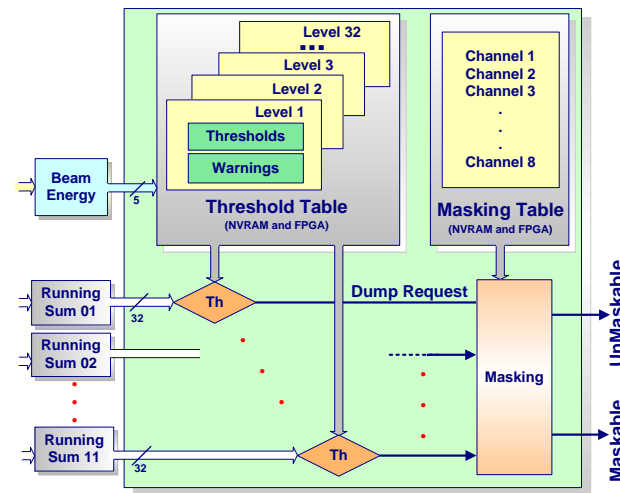 Level 32
Level 3
Level 2
Level 1
Thresholds
Warnings
Threshold Table
(NVRAM and FPGA)
Channel 1
Channel 2
Channel 3
.
.
.
Channel 8
Masking Table
(NVRAM and FPGA)
Beam
Energy
5
Running
Sum 01
32
Th
Dump Request
UnMaskable
Running
Sum 02
Masking
Maskable
Running
Sum 11
32
Th